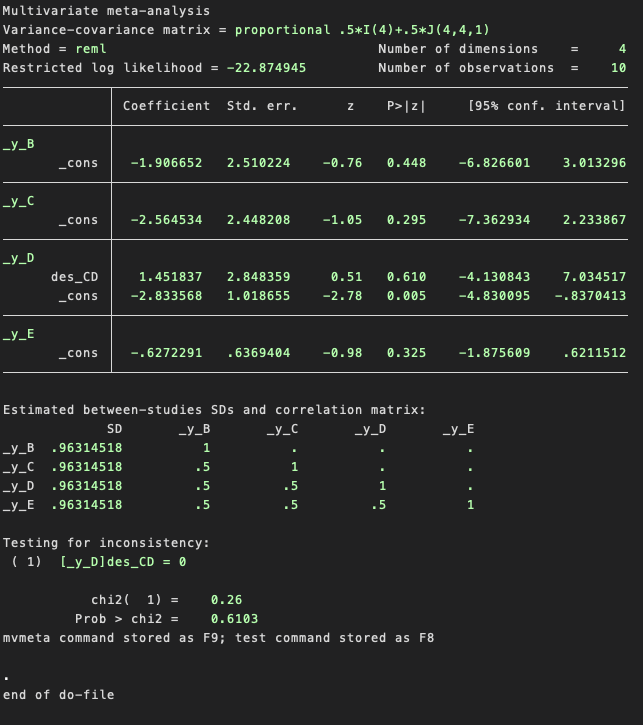 Multivariate meta-analysis
Variance-covariance matrix = proportional .5*I(4)+.5*J(4,4,1)
Method = reml                                   Number of dimensions    =     4
Restricted log likelihood = -22.874945          Number of observations  =    10
             | Coefficient  Std. err.      z    P>|z|     [95% conf. interval]
_y_B
       _cons | -1.906652   2.510224    -0.76   0.448    -6.826601    3.013296
_y_C
       _cons | -2.564534   2.448208    -1.05   0.295    -7.362934    2.233867
_y_D
      des_CD | 1.451837   2.848359     0.51   0.610    -4.130843    7.034517
       _cons | -2.833568   1.018655    -2.78   0.005    -4.830095   -.8370413
_y_E
       _cons | -.6272291   .6369404    -0.98   0.325    -1.875609    .6211512
Estimated between-studies SDs and correlation matrix:
             SD       _y_B       _y_C       _y_D       _y_E
_y_B  .96314518          1          .          .          .
_y_C  .96314518         .5          1          .          .
_y_D  .96314518         .5         .5          1          .
_y_E  .96314518         .5         .5         .5          1
Testing for inconsistency:
 ( 1)  [_y_D]des_CD = 0
           chi2(  1) =    0.26
         Prob > chi2 =    0.6103
mvmeta command stored as F9; test command stored as F8
.
end of do-file